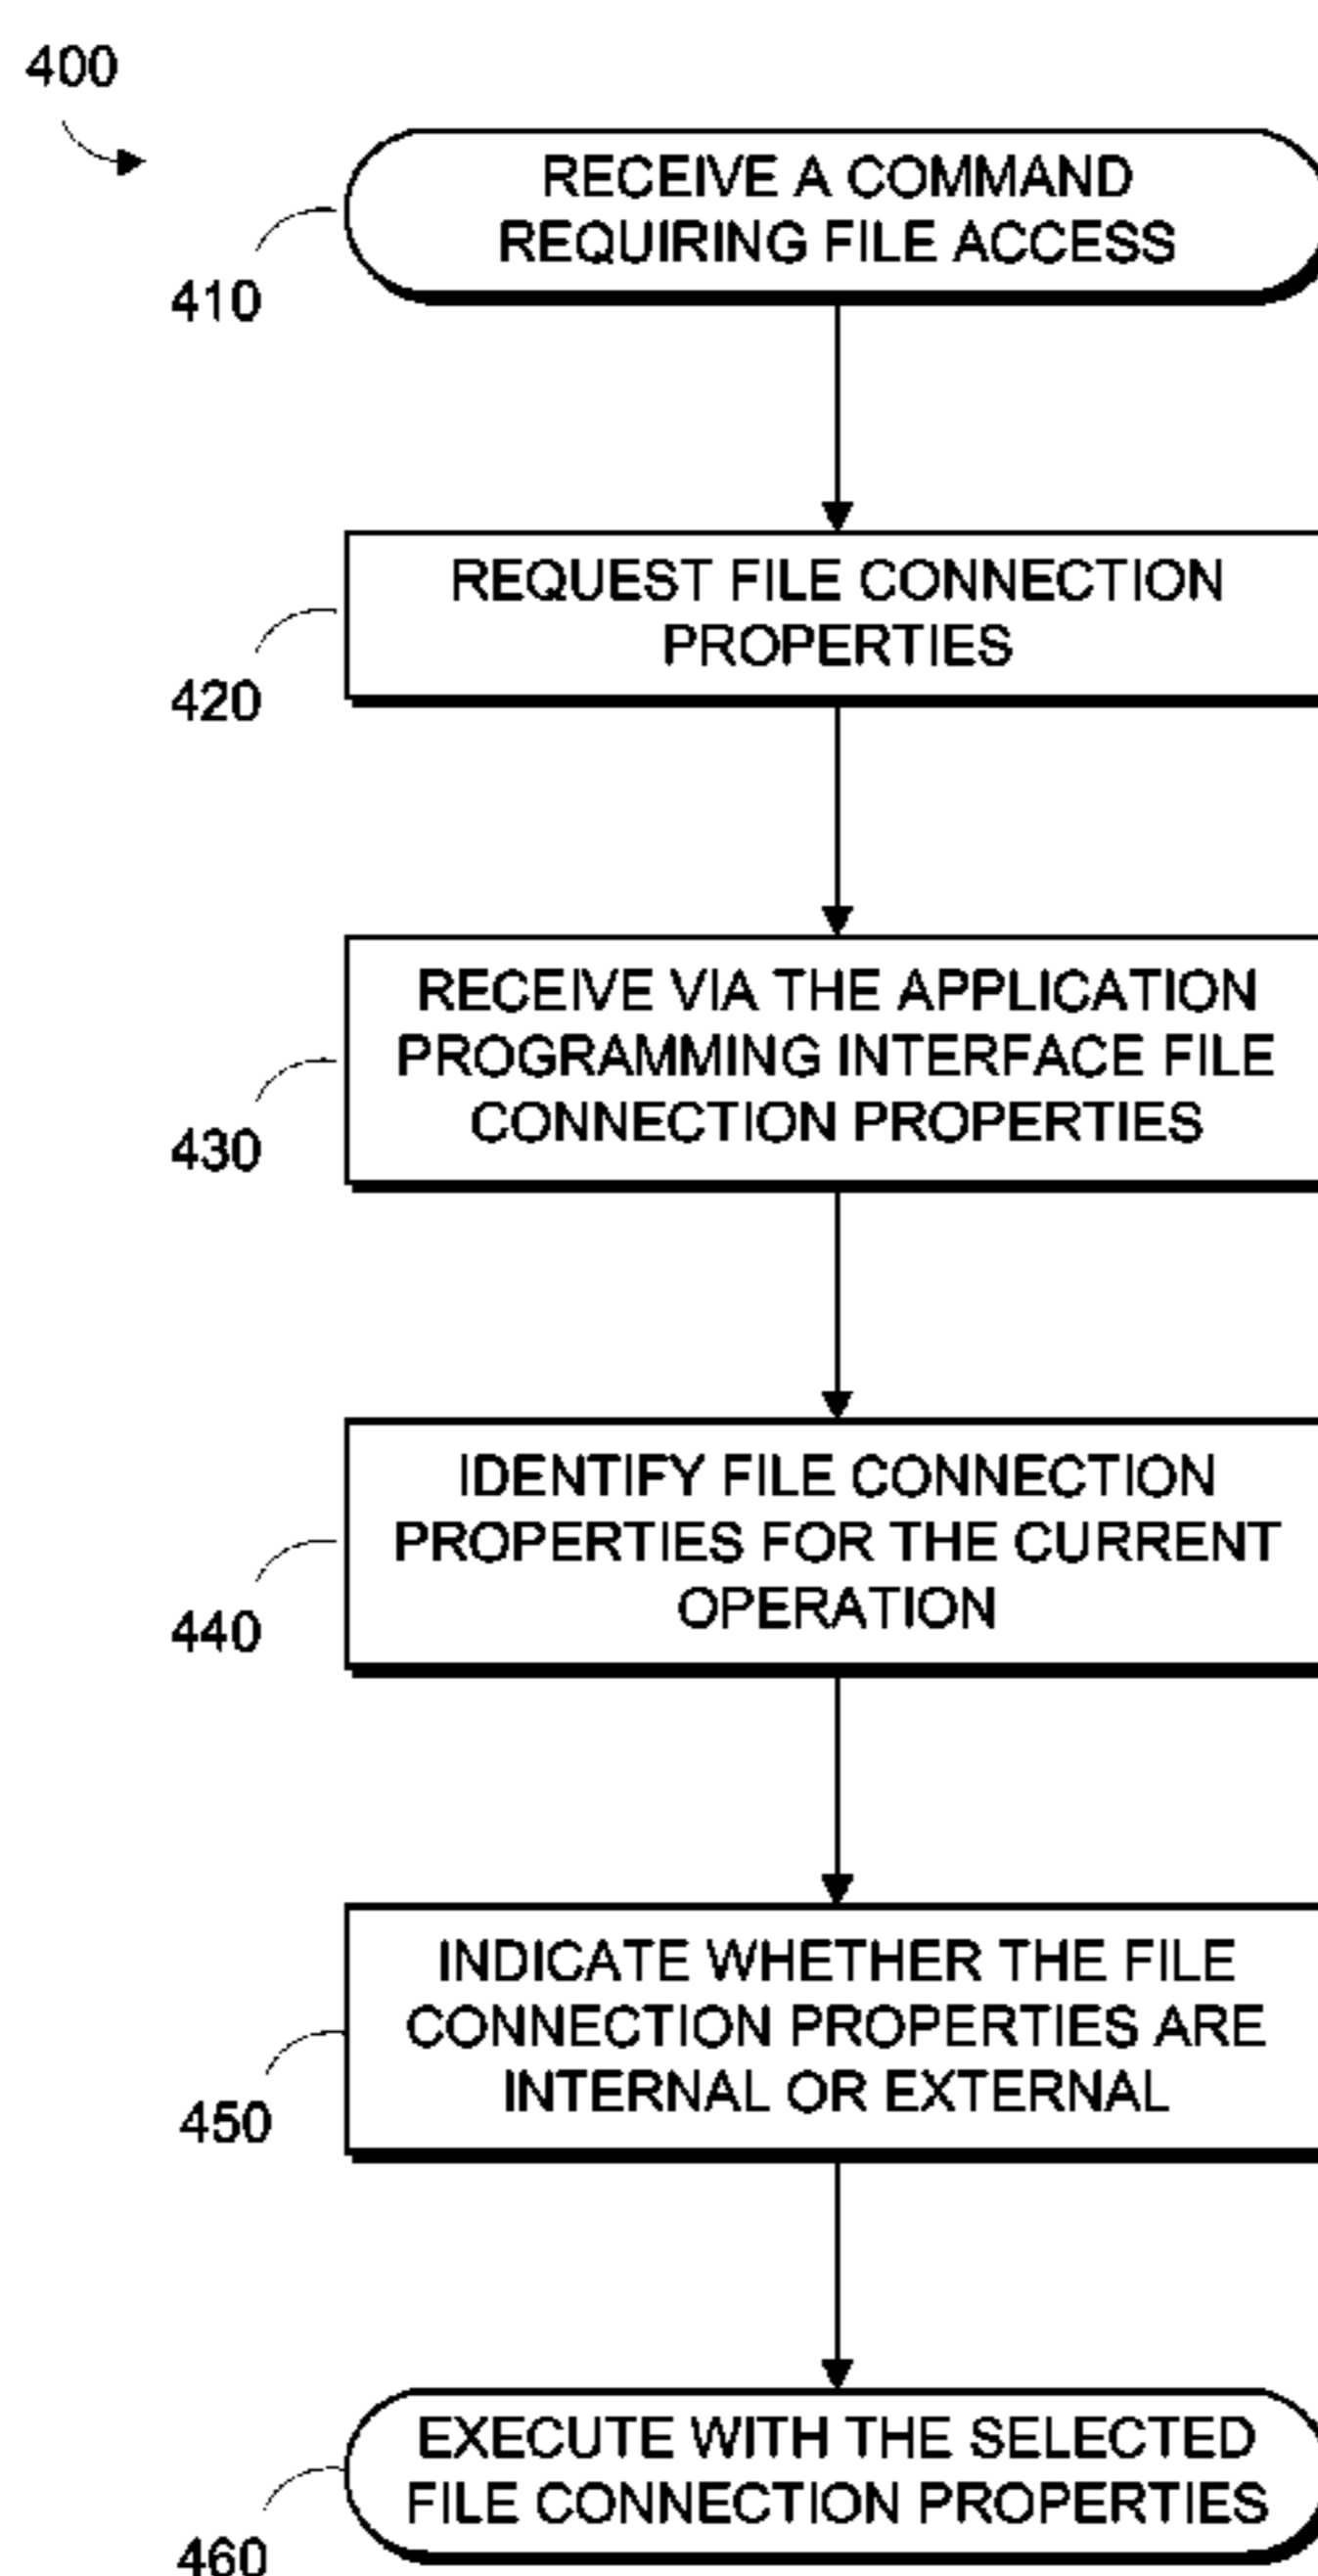 400
RECEIVE A COMMAND
REQUIRING FILE ACCESS
410
REQUEST FILE CONNECTION
PROPERTIES
420
RECEIVE VIA THE APPLICATION
PROGRAMMING INTERFACE FILE
CONNECTION PROPERTIES
430
IDENTIFY FILE CONNECTION
PROPERTIES FOR THE CURRENT
OPERATION
440
INDICATE WHETHER THE FILE
CONNECTION PROPERTIES ARE
INTERNAL OR EXTERNAL
450
EXECUTE WITH THE SELECTED
FILE CONNECTION PROPERTIES
460